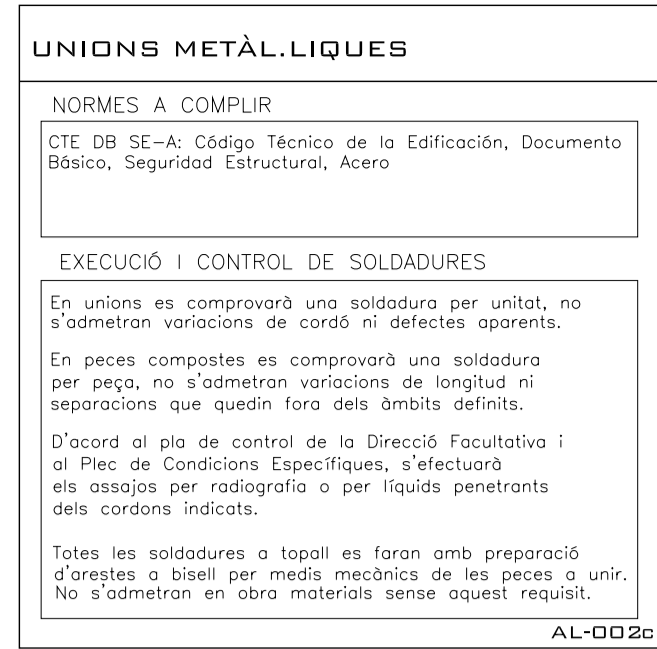 UNIONS METÀL.LIQUES
NORMES A COMPLIR
CTE DB SE-A: Código Técnico de la Edificación, Documento
Básico, Seguridad Estructural, Acero
EXECUCIÓ I CONTROL DE SOLDADURES
En unions es comprovarà una soldadura per unitat, no
s'admetran variacions de cordó ni defectes aparents.
En peces compostes es comprovarà una soldadura
per peça, no s'admetran variacions de longitud ni
separacions que quedin fora dels àmbits definits.
D'acord al pla de control de la Direcció Facultativa i
al Plec de Condicions Específiques, s'efectuarà
els assajos per radiografia o per líquids penetrants
dels cordons indicats.
Totes les soldadures a topall es faran amb preparació
d'arestes a bisell per medis mecànics de les peces a unir.
No s'admetran en obra materials sense aquest requisit.
AL-002c